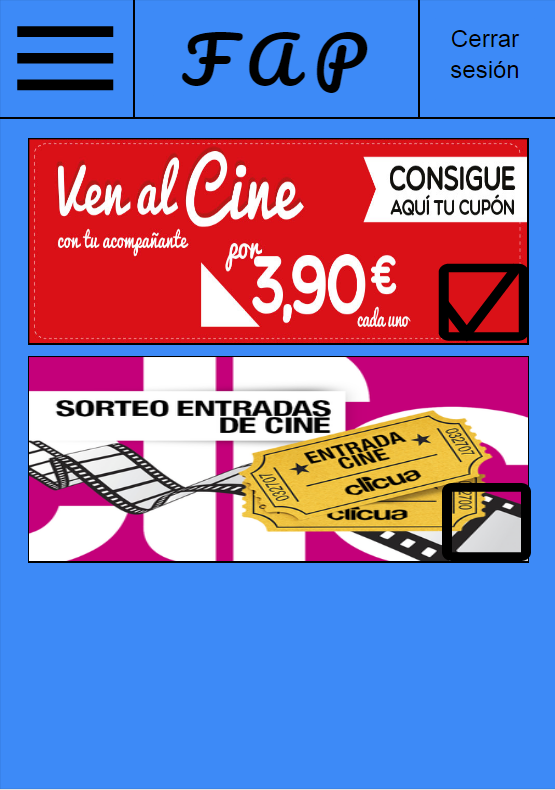 FAP
Cerrar
sesión
Ven al Cine
con tu acompañante
por
3,90€
cada uno
CONSIGUE
AQUÍ TU CUPÓN
SORTEO ENTRADAS
DE CINE
ENTRADA
CINE
clicua
032707
clicua